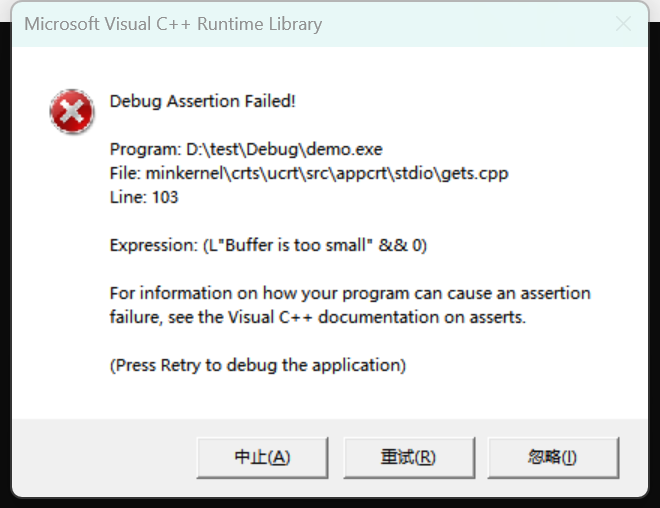 Microsoft Visual C++ Runtime Library
Debug Assertion Failed!
Program: D:\test\Debug\demo.exe
File: minkernel\crts\ucrt\src\appcrt\stdio\gets.cpp
Line: 103
Expression: (L"Buffer is too small" && 0)
For information on how your program can cause an assertion
failure, see the Visual C++ documentation on asserts.
(Press Retry to debug the application)
中止(A) 重试(R) 忽略(I)